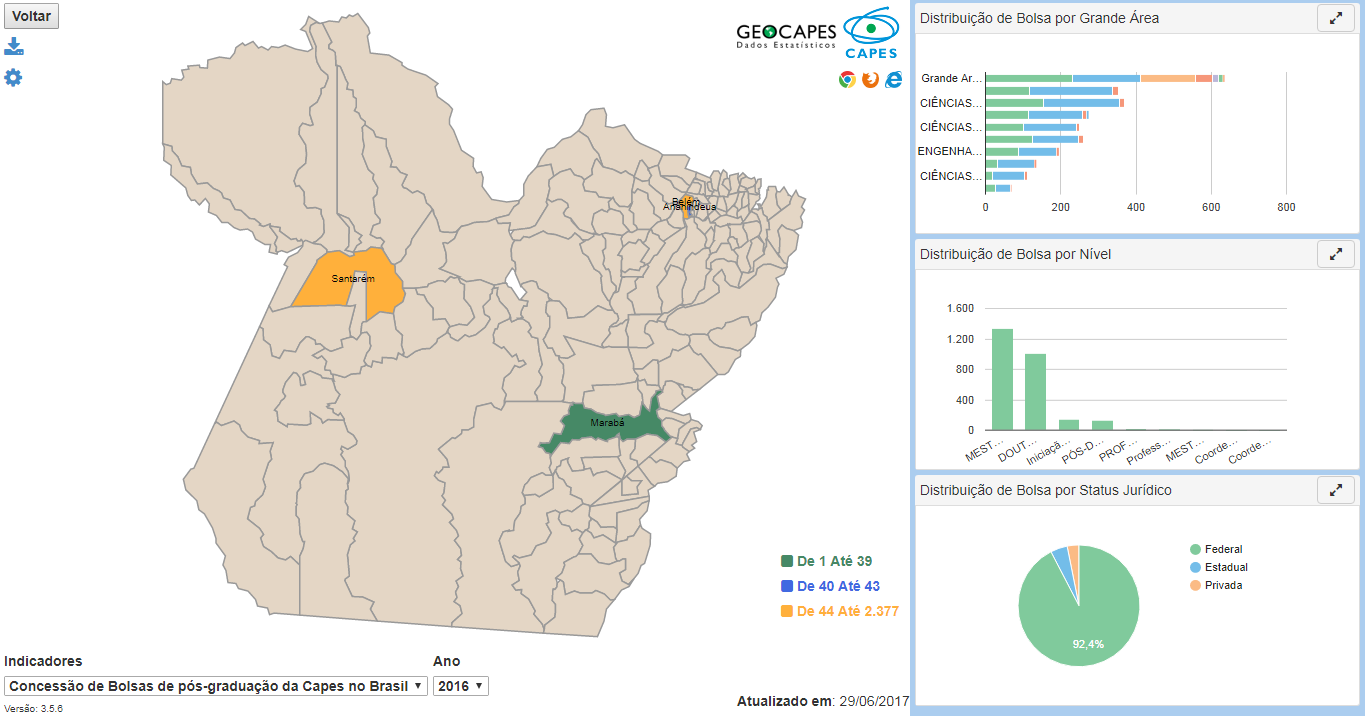 Voltar
GEOCAPES
Dados Estatísticos
CAPES
Belém
Ananindeua
Santarém
Marabá
De 1 Até 39
De 40 Até 43
De 44 Até 2.377
Indicadores
Ano
Concessão de Bolsas de pós-graduação da Capes no Brasil
2016
Versão: 3.5.6
Atualizado em: 29/06/2017
Distribuição de Bolsa por Grande Área
Grande Ar…
CIÊNCIAS…
CIÊNCIAS…
ENGENHA…
CIÊNCIAS…
0 200 400 600 800
Distribuição de Bolsa por Nível
1.600
1.200
800
400
0
MEST… DOUT… Iniciaçã… PÓS-D… PROF… Profess… MEST… Coorde… Coorde…
Distribuição de Bolsa por Status Jurídico
Federal
Estadual
Privada
92,4%